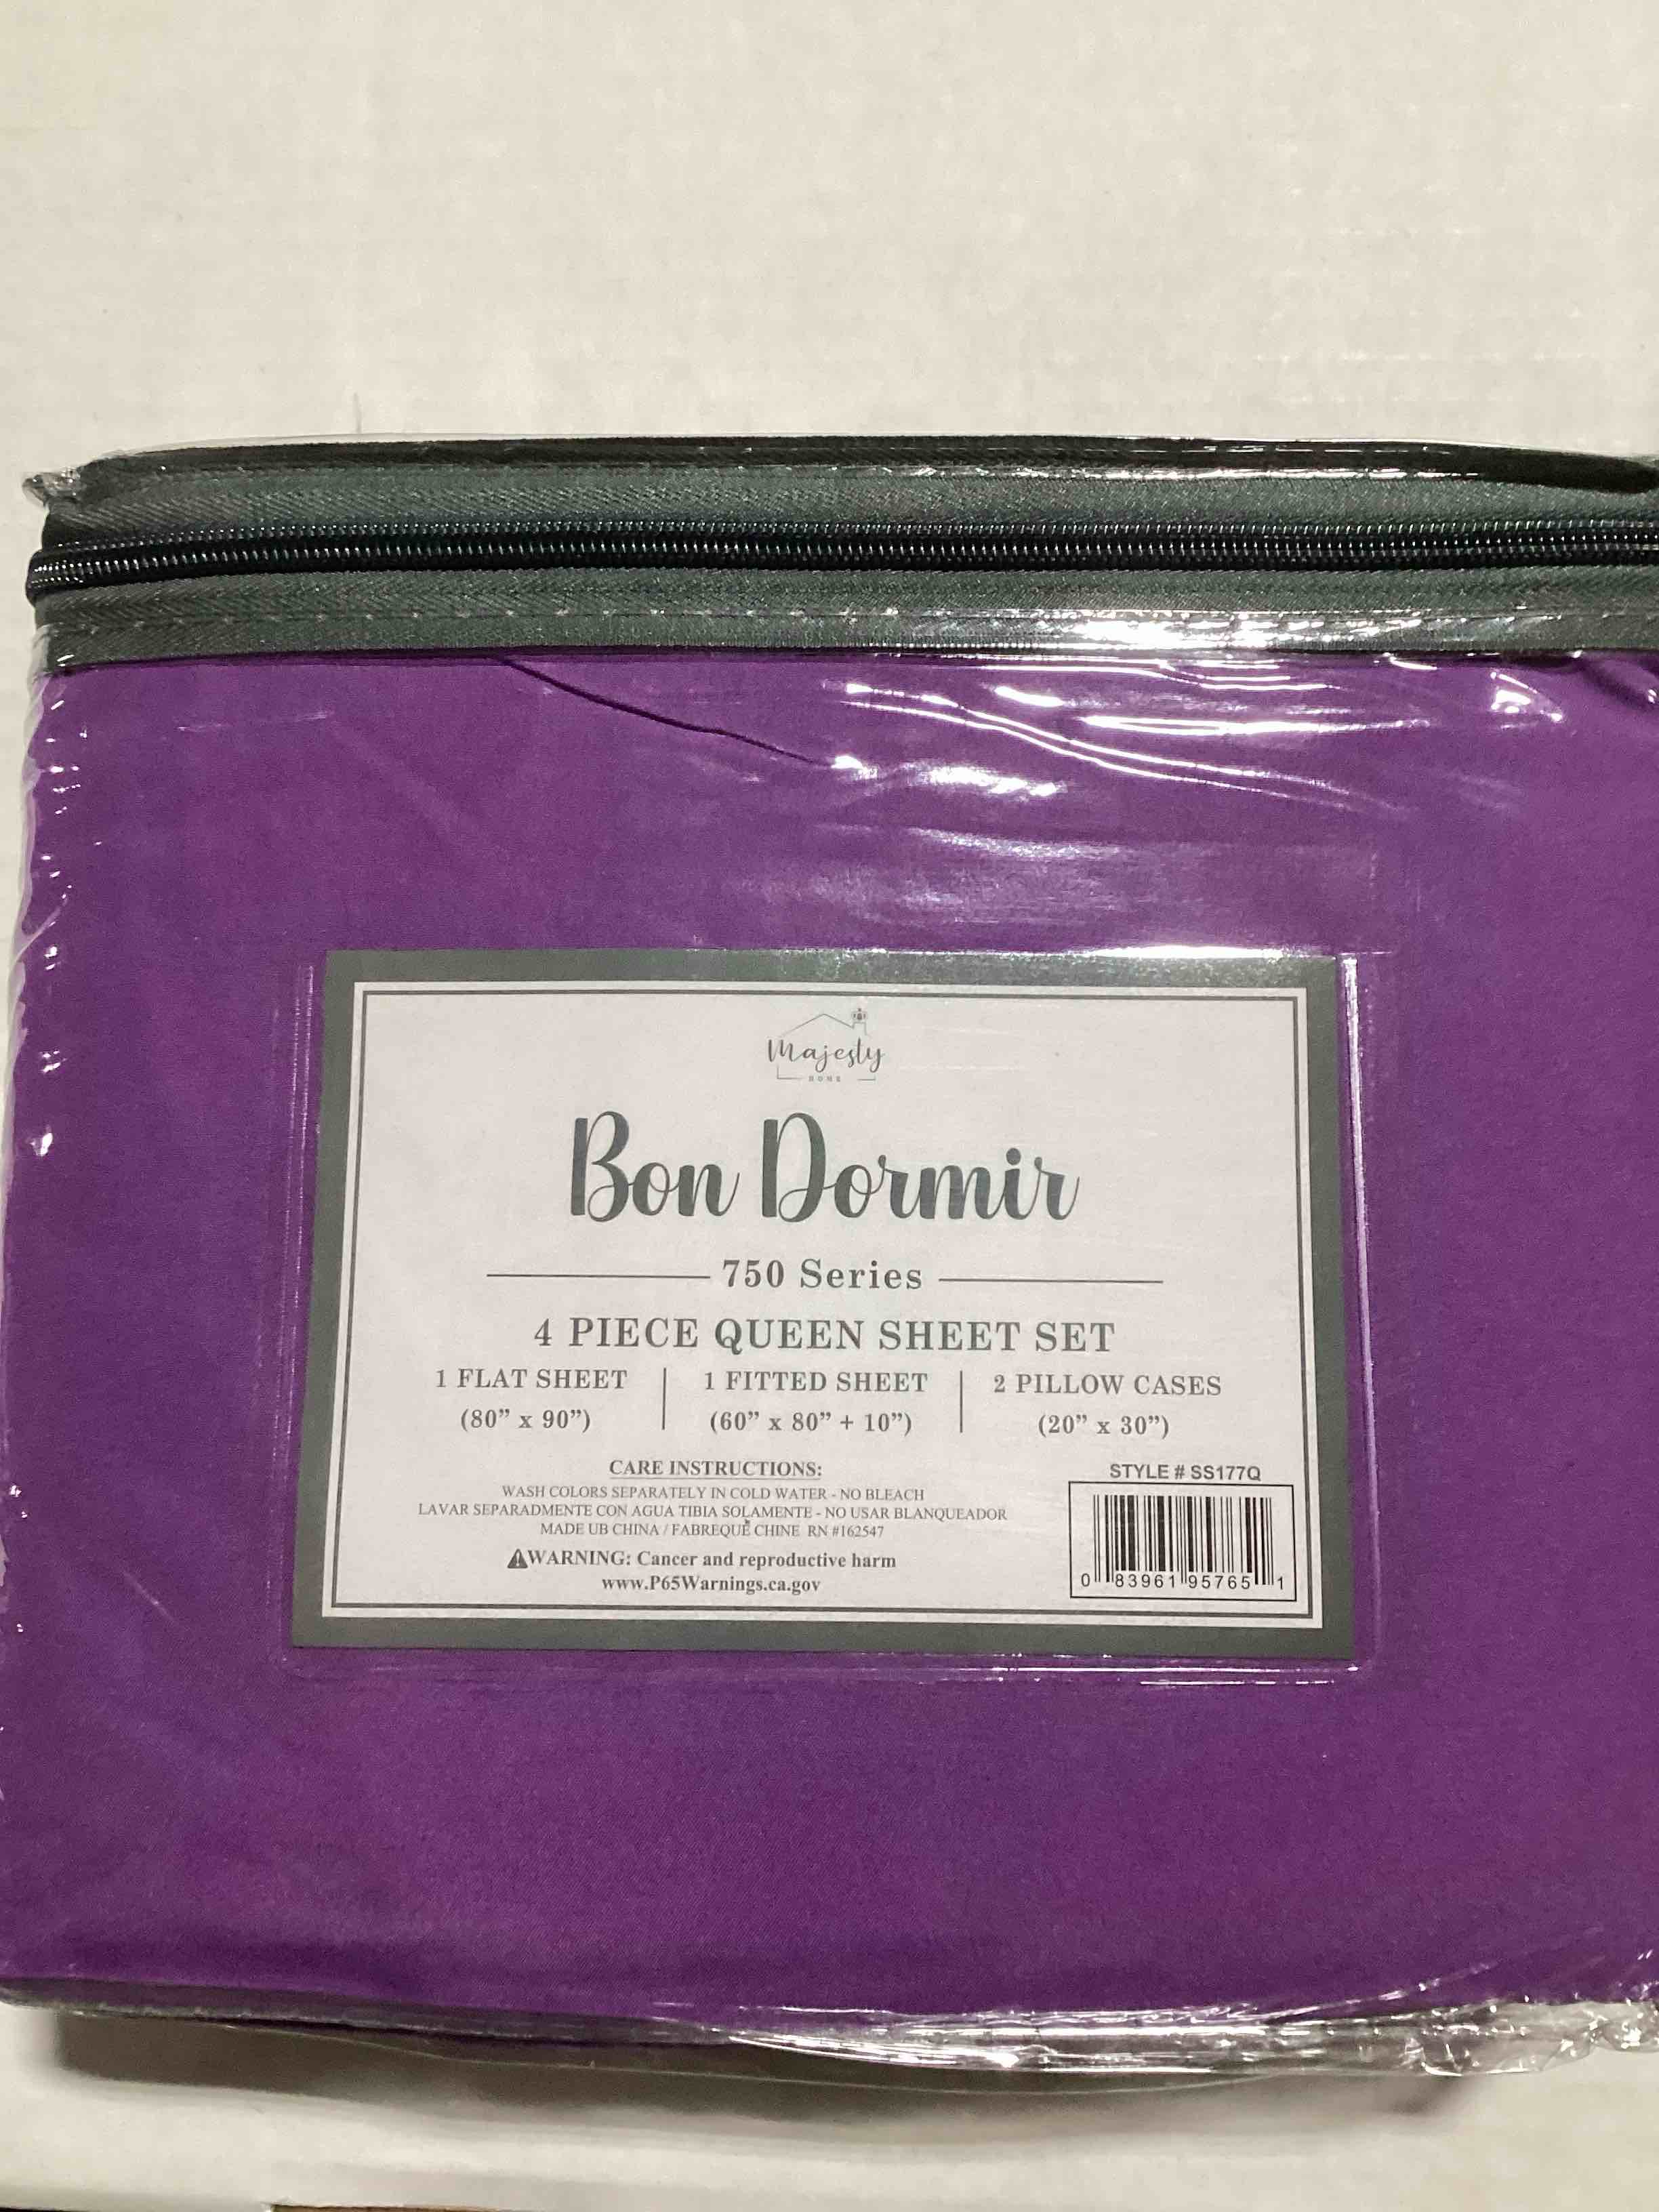 Majesty
HOME
Bon Dormir
750 Series
4 PIECE QUEEN SHEET SET
1 FLAT SHEET
(80” x 90”)
1 FITTED SHEET
(60” x 80” + 10”)
2 PILLOW CASES
(20” x 30”)
CARE INSTRUCTIONS:
WASH COLORS SEPARATELY IN COLD WATER - NO BLEACH
LAVAR SEPARADMENTE CON AGUA TIBIA SOLAMENTE - NO USAR BLANQUEADOR
MADE UB CHINA / FABREQUÉ CHINE RN #162547
WARNING: Cancer and reproductive harm
www.P65Warnings.ca.gov
STYLE # SS177Q
0 83961 95765 1